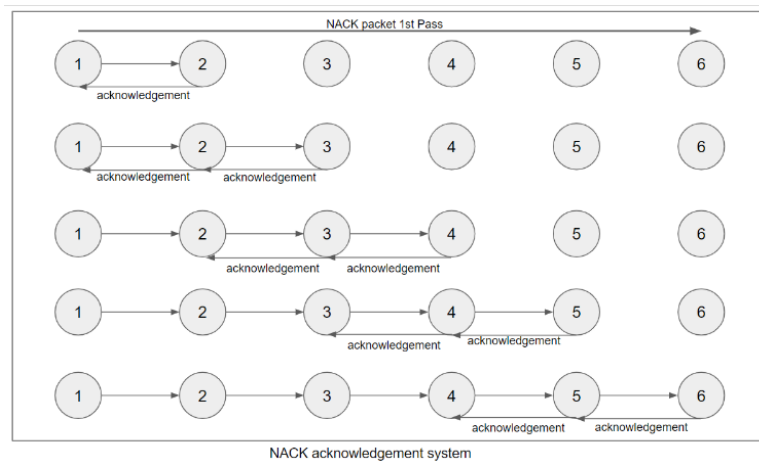 NACK packet 1st Pass
1 2 3 4 5 6
acknowledgement
1 2 3 4 5 6
acknowledgement acknowledgement
1 2 3 4 5 6
acknowledgement acknowledgement
1 2 3 4 5 6
acknowledgement acknowledgement
1 2 3 4 5 6
acknowledgement acknowledgement
NACK acknowledgement system